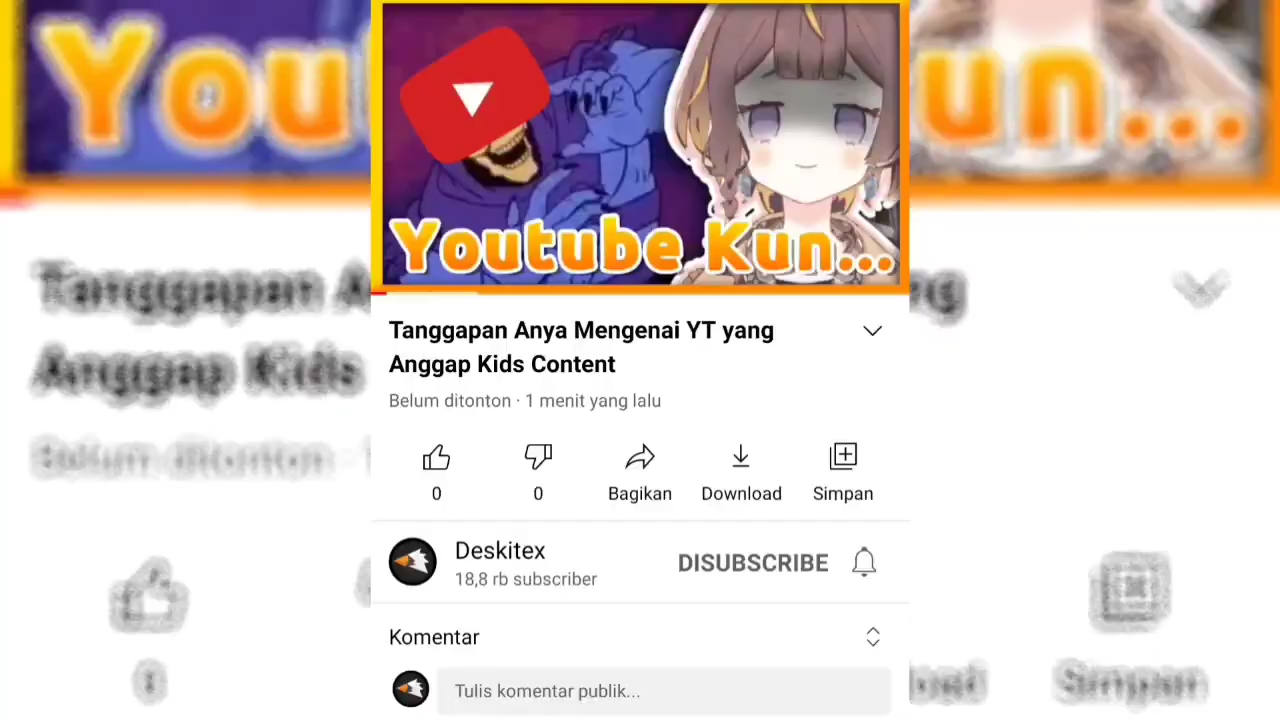 Youtube Kun...
Tanggapan Anya Mengenai YT yang
Anggap Kids Content
Belum ditonton · 1 menit yang lalu
0
0
Bagikan
Download
Simpan
Deskitex
18,8 rb subscriber
DISUBSCRIBE
Komentar
Tulis komentar publik...